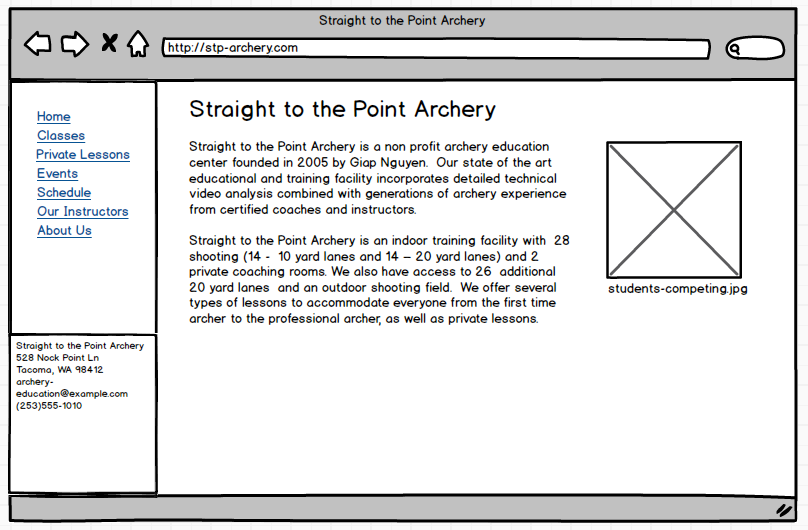 Straight to the Point Archery
http://stp-archery.com
Home
Classes
Private Lessons
Events
Schedule
Our Instructors
About Us
Straight to the Point Archery
528 Nock Point Ln
Tacoma, WA 98412
archery-
education@example.com
(253)555-1010
Straight to the Point Archery
Straight to the Point Archery is a non profit archery education
center founded in 2005 by Giap Nguyen.  Our state of the art
educational and training facility incorporates detailed technical
video analysis combined with generations of archery experience
from certified coaches and instructors.
Straight to the Point Archery is an indoor training facility with  28
shooting (14 -  10 yard lanes and 14 – 20 yard lanes) and 2
private coaching rooms. We also have access to 26  additional
20 yard lanes  and an outdoor shooting field.  We offer several
types of lessons to accommodate everyone from the first time
archer to the professional archer, as well as private lessons.
students-competing.jpg